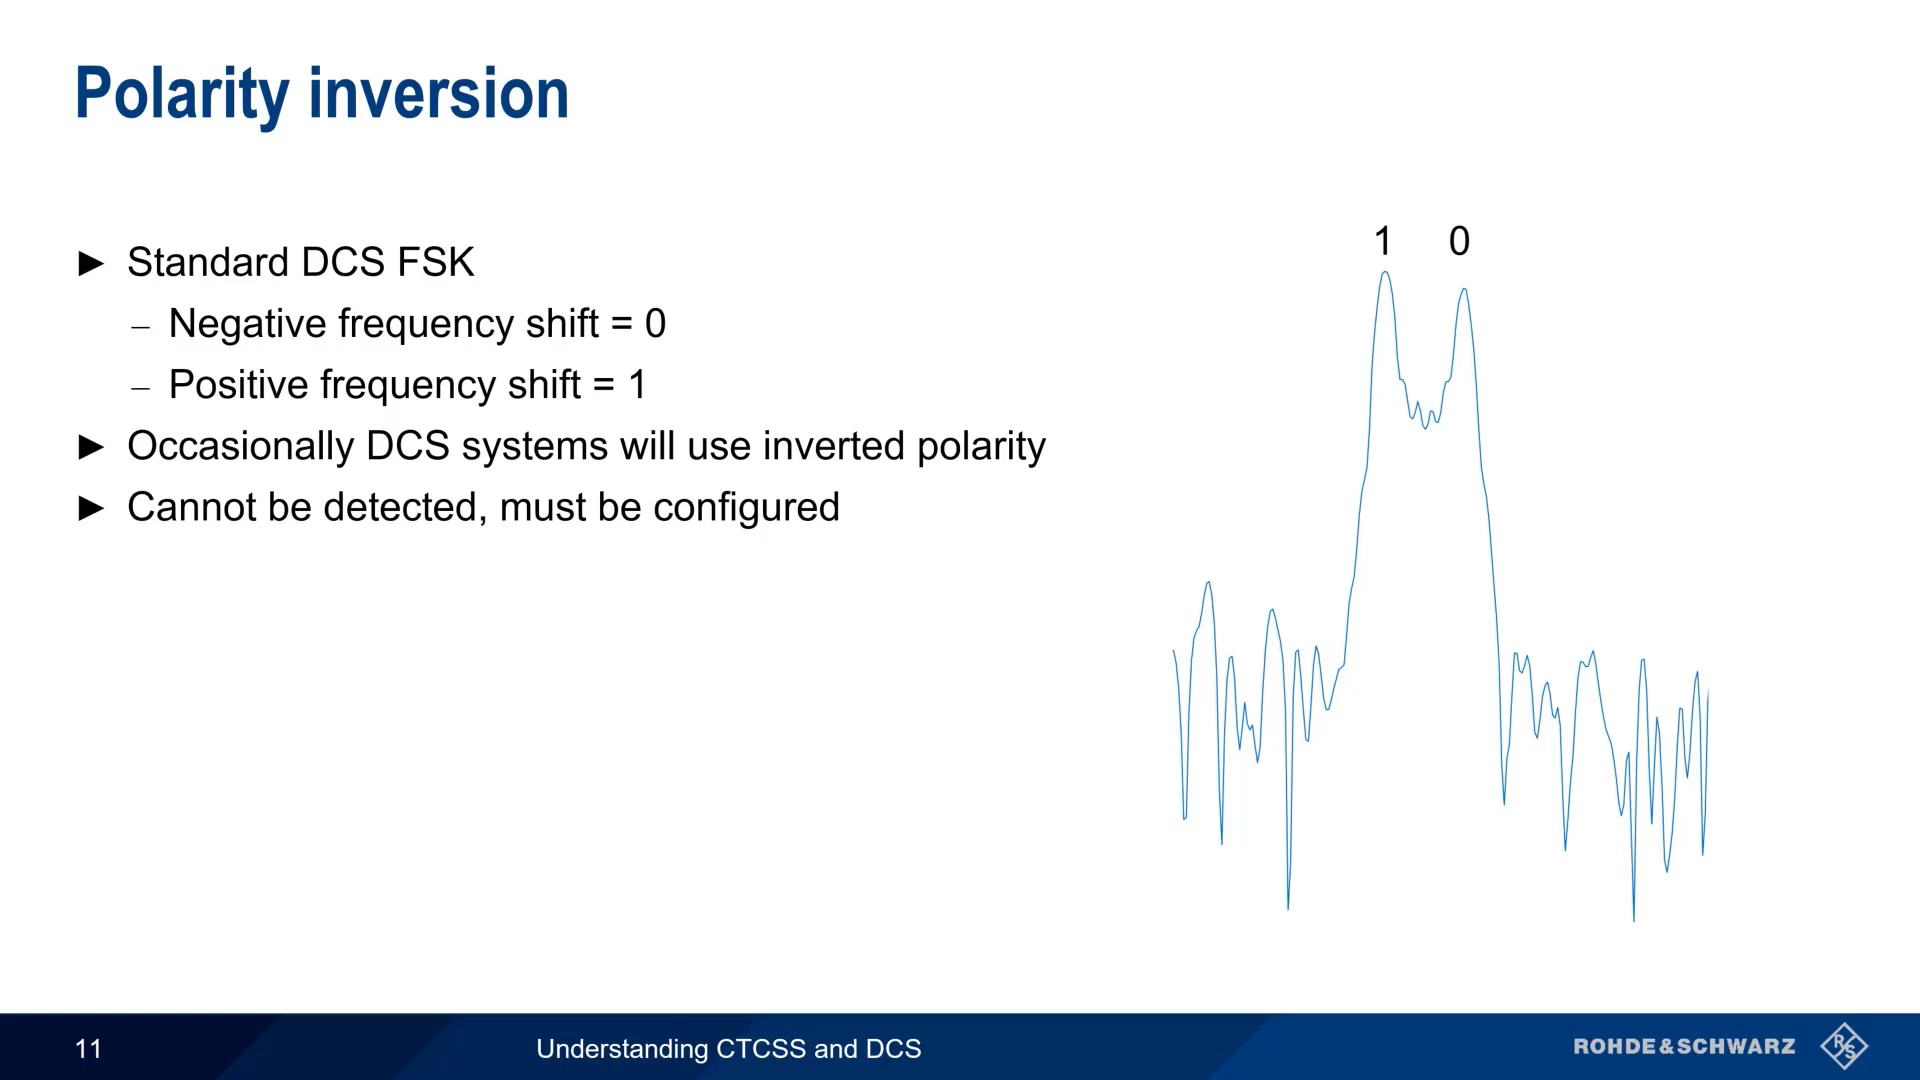 Polarity inversion
► Standard DCS FSK
– Negative frequency shift = 0
– Positive frequency shift = 1
► Occasionally DCS systems will use inverted polarity
► Cannot be detected, must be configured
1 0
11
Understanding CTCSS and DCS
ROHDE&SCHWARZ
R&S